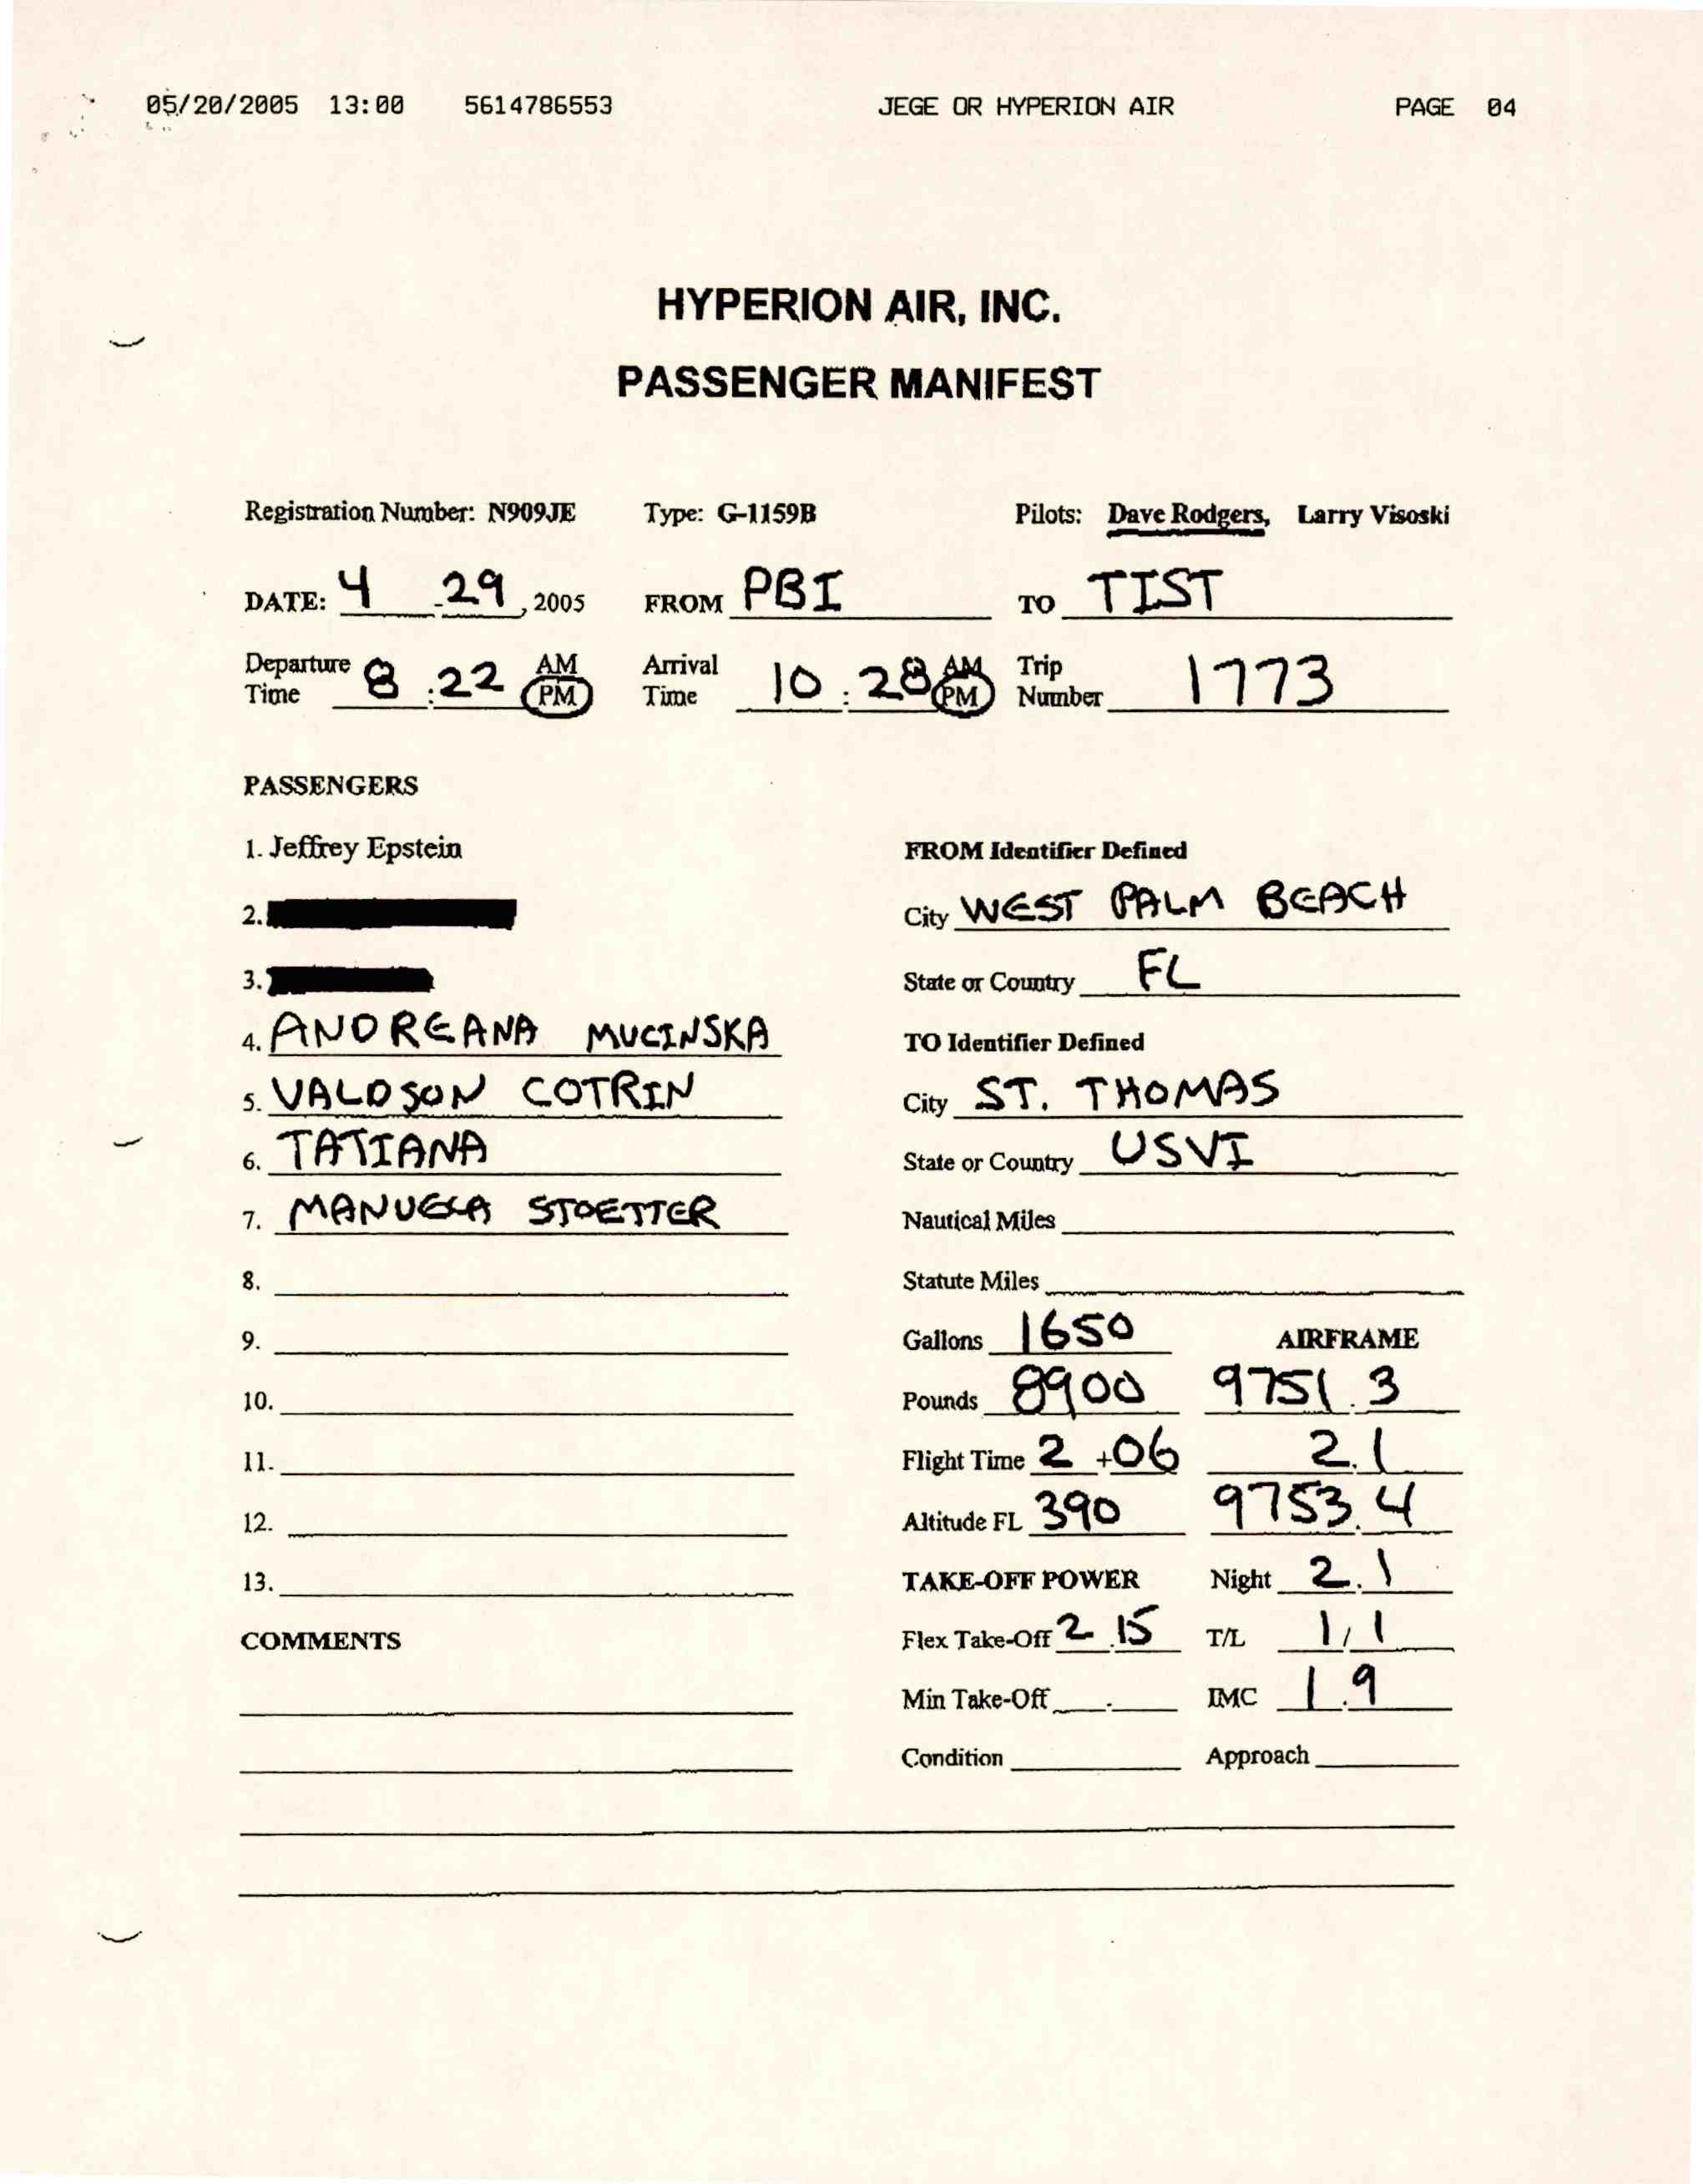 05/20/2005 13:00 5614786553 JEGE OR HYPERION AIR PAGE 04
HYPERION AIR, INC.
PASSENGER MANIFEST
Registration Number: N909JE Type: G-1159B Pilots: Dave Rodgers, Larry Visoski
DATE: 4 - 29, 2005 FROM PBI TO TIST
Departure Time 8:22 AM PM Arrival Time 10:28 AM PM Trip Number 1773
PASSENGERS
1. Jeffrey Epstein
2.
3.
4. ANDREANA MUCINSKA
5. VALDSON COTRIN
6. TATIANA
7. MANUELA STOETTER
8.
9.
10.
11.
12.
13.
COMMENTS
FROM Identifier Defined
City WEST PALM BEACH
State or Country FL
TO Identifier Defined
City ST. THOMAS
State or Country USVI
Nautical Miles
Statute Miles
Gallons 1650 AIRFRAME
Pounds 8900 9751.3
Flight Time 2 +06 2.1
Altitude FL 390 9753.4
TAKE-OFF POWER Night 2.1
Flex Take-Off 2.15 T/L 1/1
Min Take-Off . IMC 1.9
Condition Approach